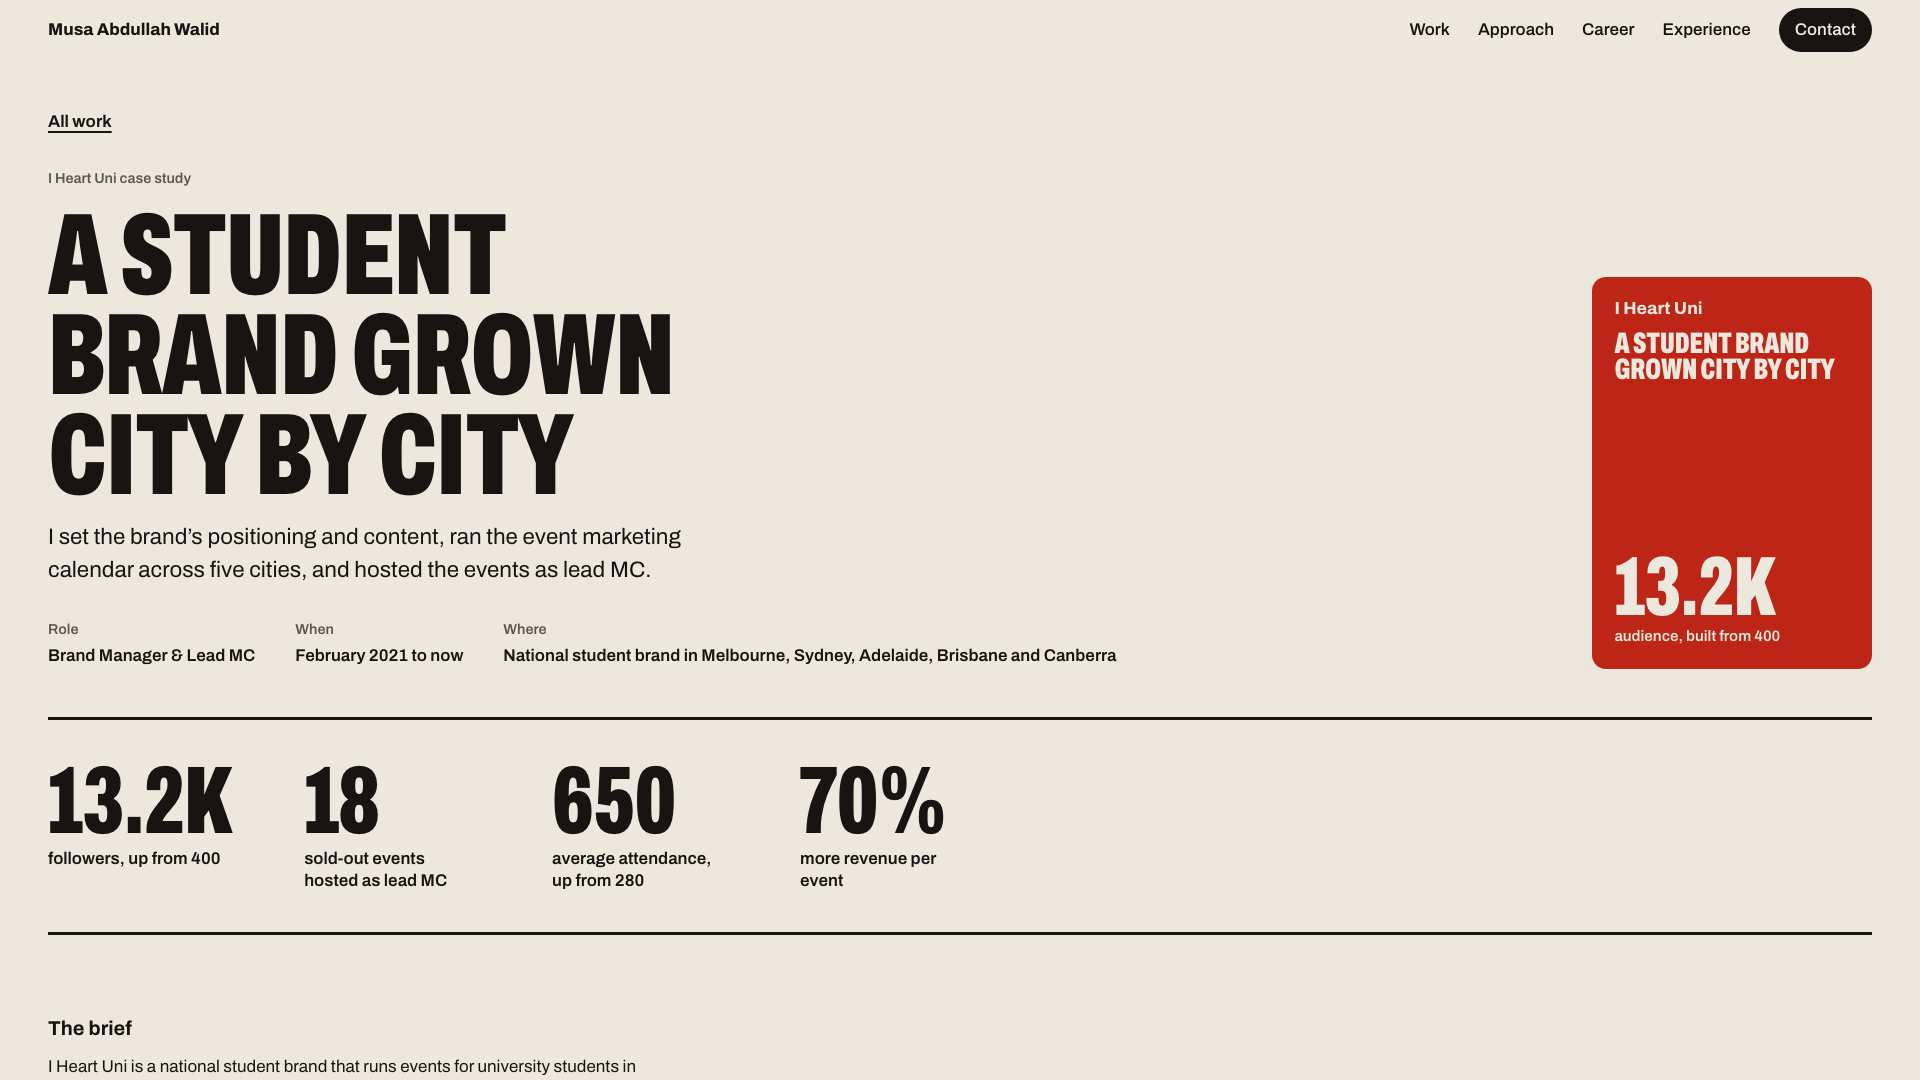 Musa Abdullah Walid
Work
Approach
Career
Experience
Contact
All work
I Heart Uni case study
A STUDENT
BRAND GROWN
CITY BY CITY
I set the brand’s positioning and content, ran the event marketing
calendar across five cities, and hosted the events as lead MC.
Role
Brand Manager & Lead MC
When
February 2021 to now
Where
National student brand in Melbourne, Sydney, Adelaide, Brisbane and Canberra
I Heart Uni
A STUDENT BRAND
GROWN CITY BY CITY
13.2K
audience, built from 400
13.2K
followers, up from 400
18
sold-out events
hosted as lead MC
650
average attendance,
up from 280
70%
more revenue per
event
The brief
I Heart Uni is a national student brand that runs events for university students in